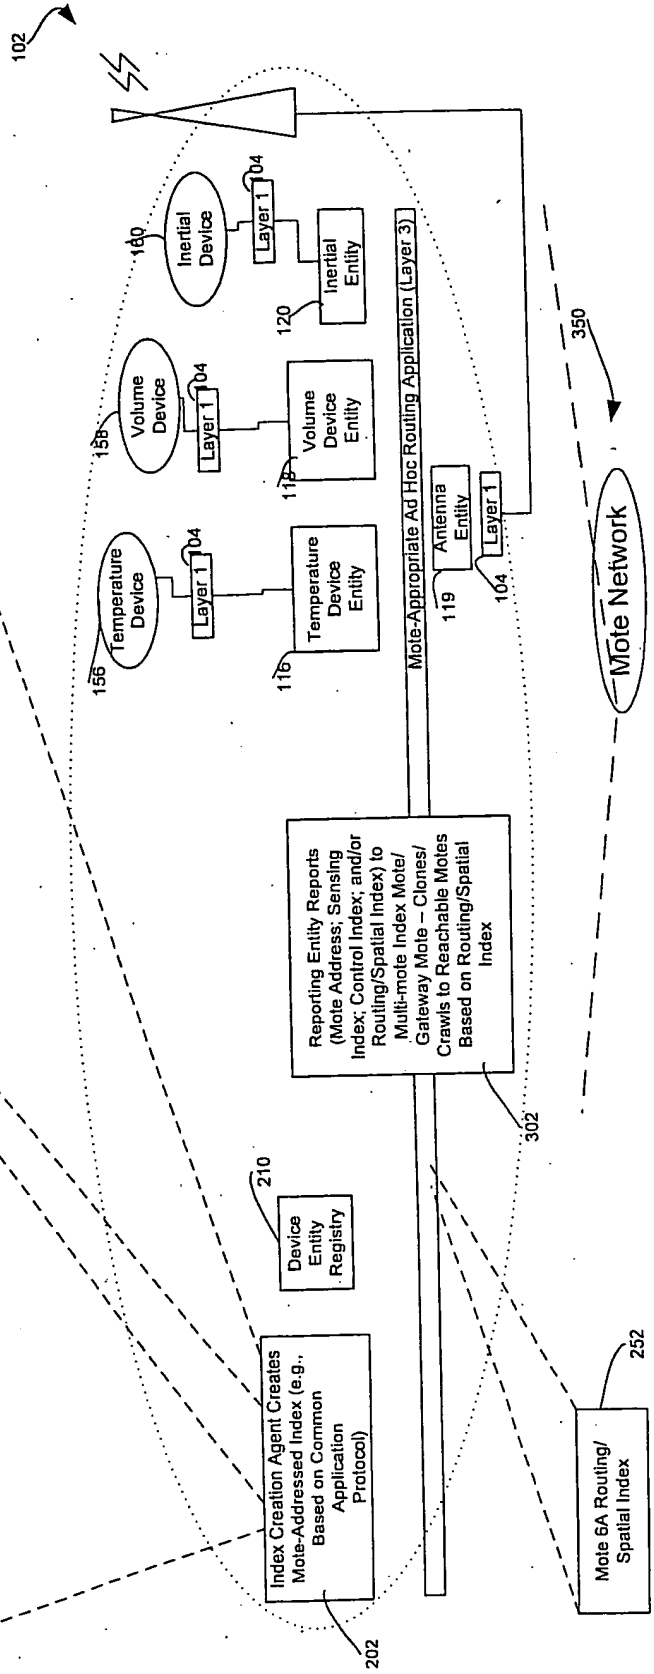 102
160
Inertial
Device
104
Layer 1
120
Inertial
Entity
158
Volume
Device
104
Layer 1
118
Volume
Device
Entity
156
Temperature
Device
104
Layer 1
116
Temperature
Device
Entity
Mote-Appropriate Ad Hoc Routing Application (Layer 3)
119
Antenna
Entity
104
Layer 1
350
Mote Network
Reporting Entity Reports
(Mote Address; Sensing
Index; Control Index; and/or
Routing/Spatial Index) to
Multi-mote Index Mote/
Gateway Mote – Clones/
Crawls to Reachable Motes
Based on Routing/Spatial
Index
302
210
Device
Entity
Registry
Index Creation Agent Creates
Mote-Addressed Index (e.g.,
Based on Common
Application
Protocol)
202
252
Mote 6A Routing/
Spatial Index